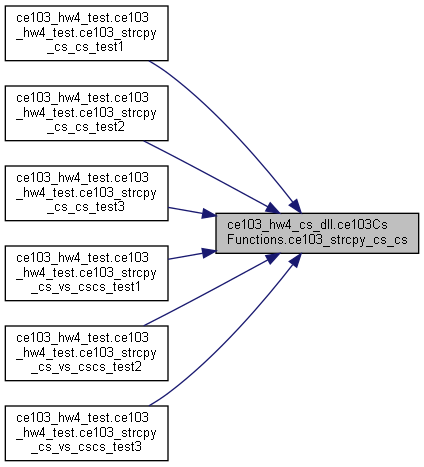 ce103_hw4_test.ce103
_hw4_test.ce103_strcpy
_cs_cs_test1
ce103_hw4_test.ce103
_hw4_test.ce103_strcpy
_cs_cs_test2
ce103_hw4_test.ce103
_hw4_test.ce103_strcpy
_cs_cs_test3
ce103_hw4_cs_dll.ce103Cs
Functions.ce103_strcpy_cs_cs
ce103_hw4_test.ce103
_hw4_test.ce103_strcpy
_cs_vs_cscs_test1
ce103_hw4_test.ce103
_hw4_test.ce103_strcpy
_cs_vs_cscs_test2
ce103_hw4_test.ce103
_hw4_test.ce103_strcpy
_cs_vs_cscs_test3